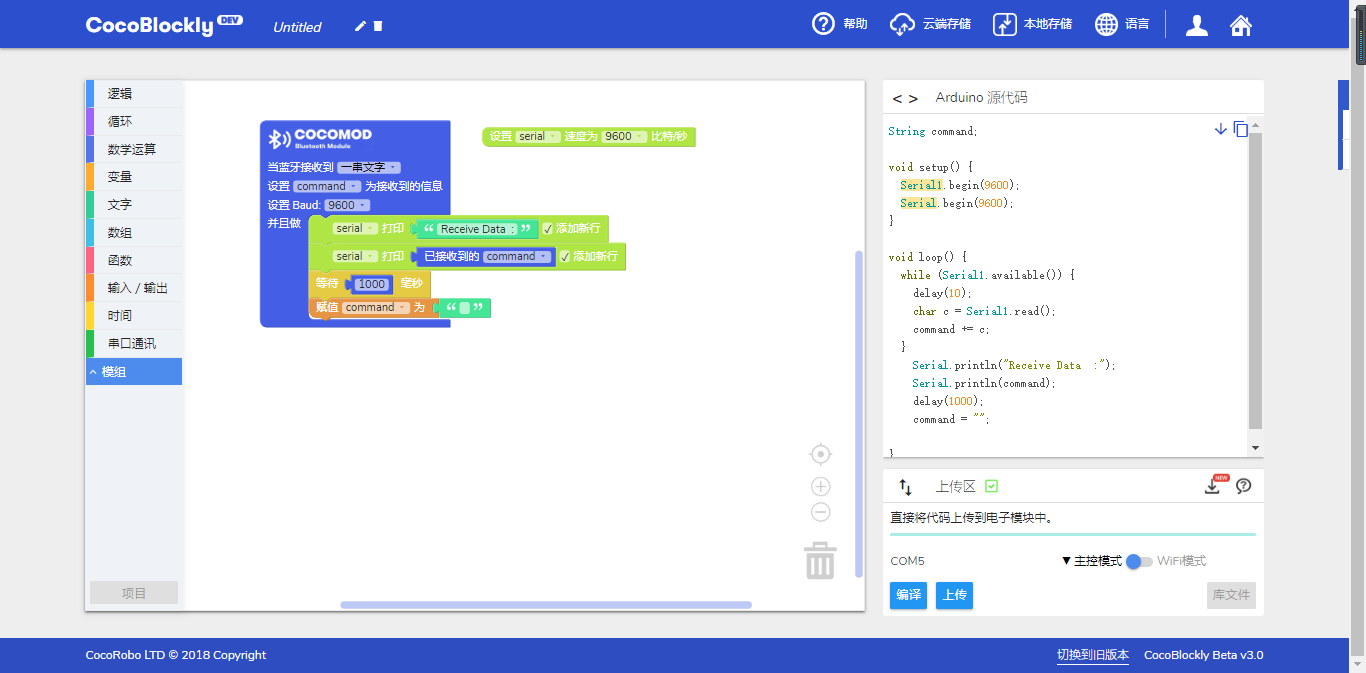 CocoBlockly DEV Untitled 帮助 云端存储 本地存储 语言
逻辑
循环
数学运算
变量
文字
数组
函数
输入 / 输出
时间
串口通讯
模组
项目
COCOMOD
Bluetooth Module
当蓝牙接收到 一串文字
设置 command 为接收到的信息
设置 Baud: 9600
并且做
serial 打印 “ Receive Data : ” 添加新行
serial 打印 已接收到的 command 添加新行
等待 1000 毫秒
赋值 command 为 “ ”
设置 serial 速度为 9600 比特/秒
< > Arduino 源代码
String command;
void setup() {
Serial1.begin(9600);
Serial.begin(9600);
}
void loop() {
while (Serial1.available()) {
delay(10);
char c = Serial1.read();
command += c;
}
Serial.println("Receive Data :");
Serial.println(command);
delay(1000);
command = "";
}
上传区 NEW
直接将代码上传到电子模块中。
COM5 ▼ 主控模式 WiFi模式
编译 上传 库文件
CocoRobo LTD © 2018 Copyright 切换到旧版本 CocoBlockly Beta v3.0